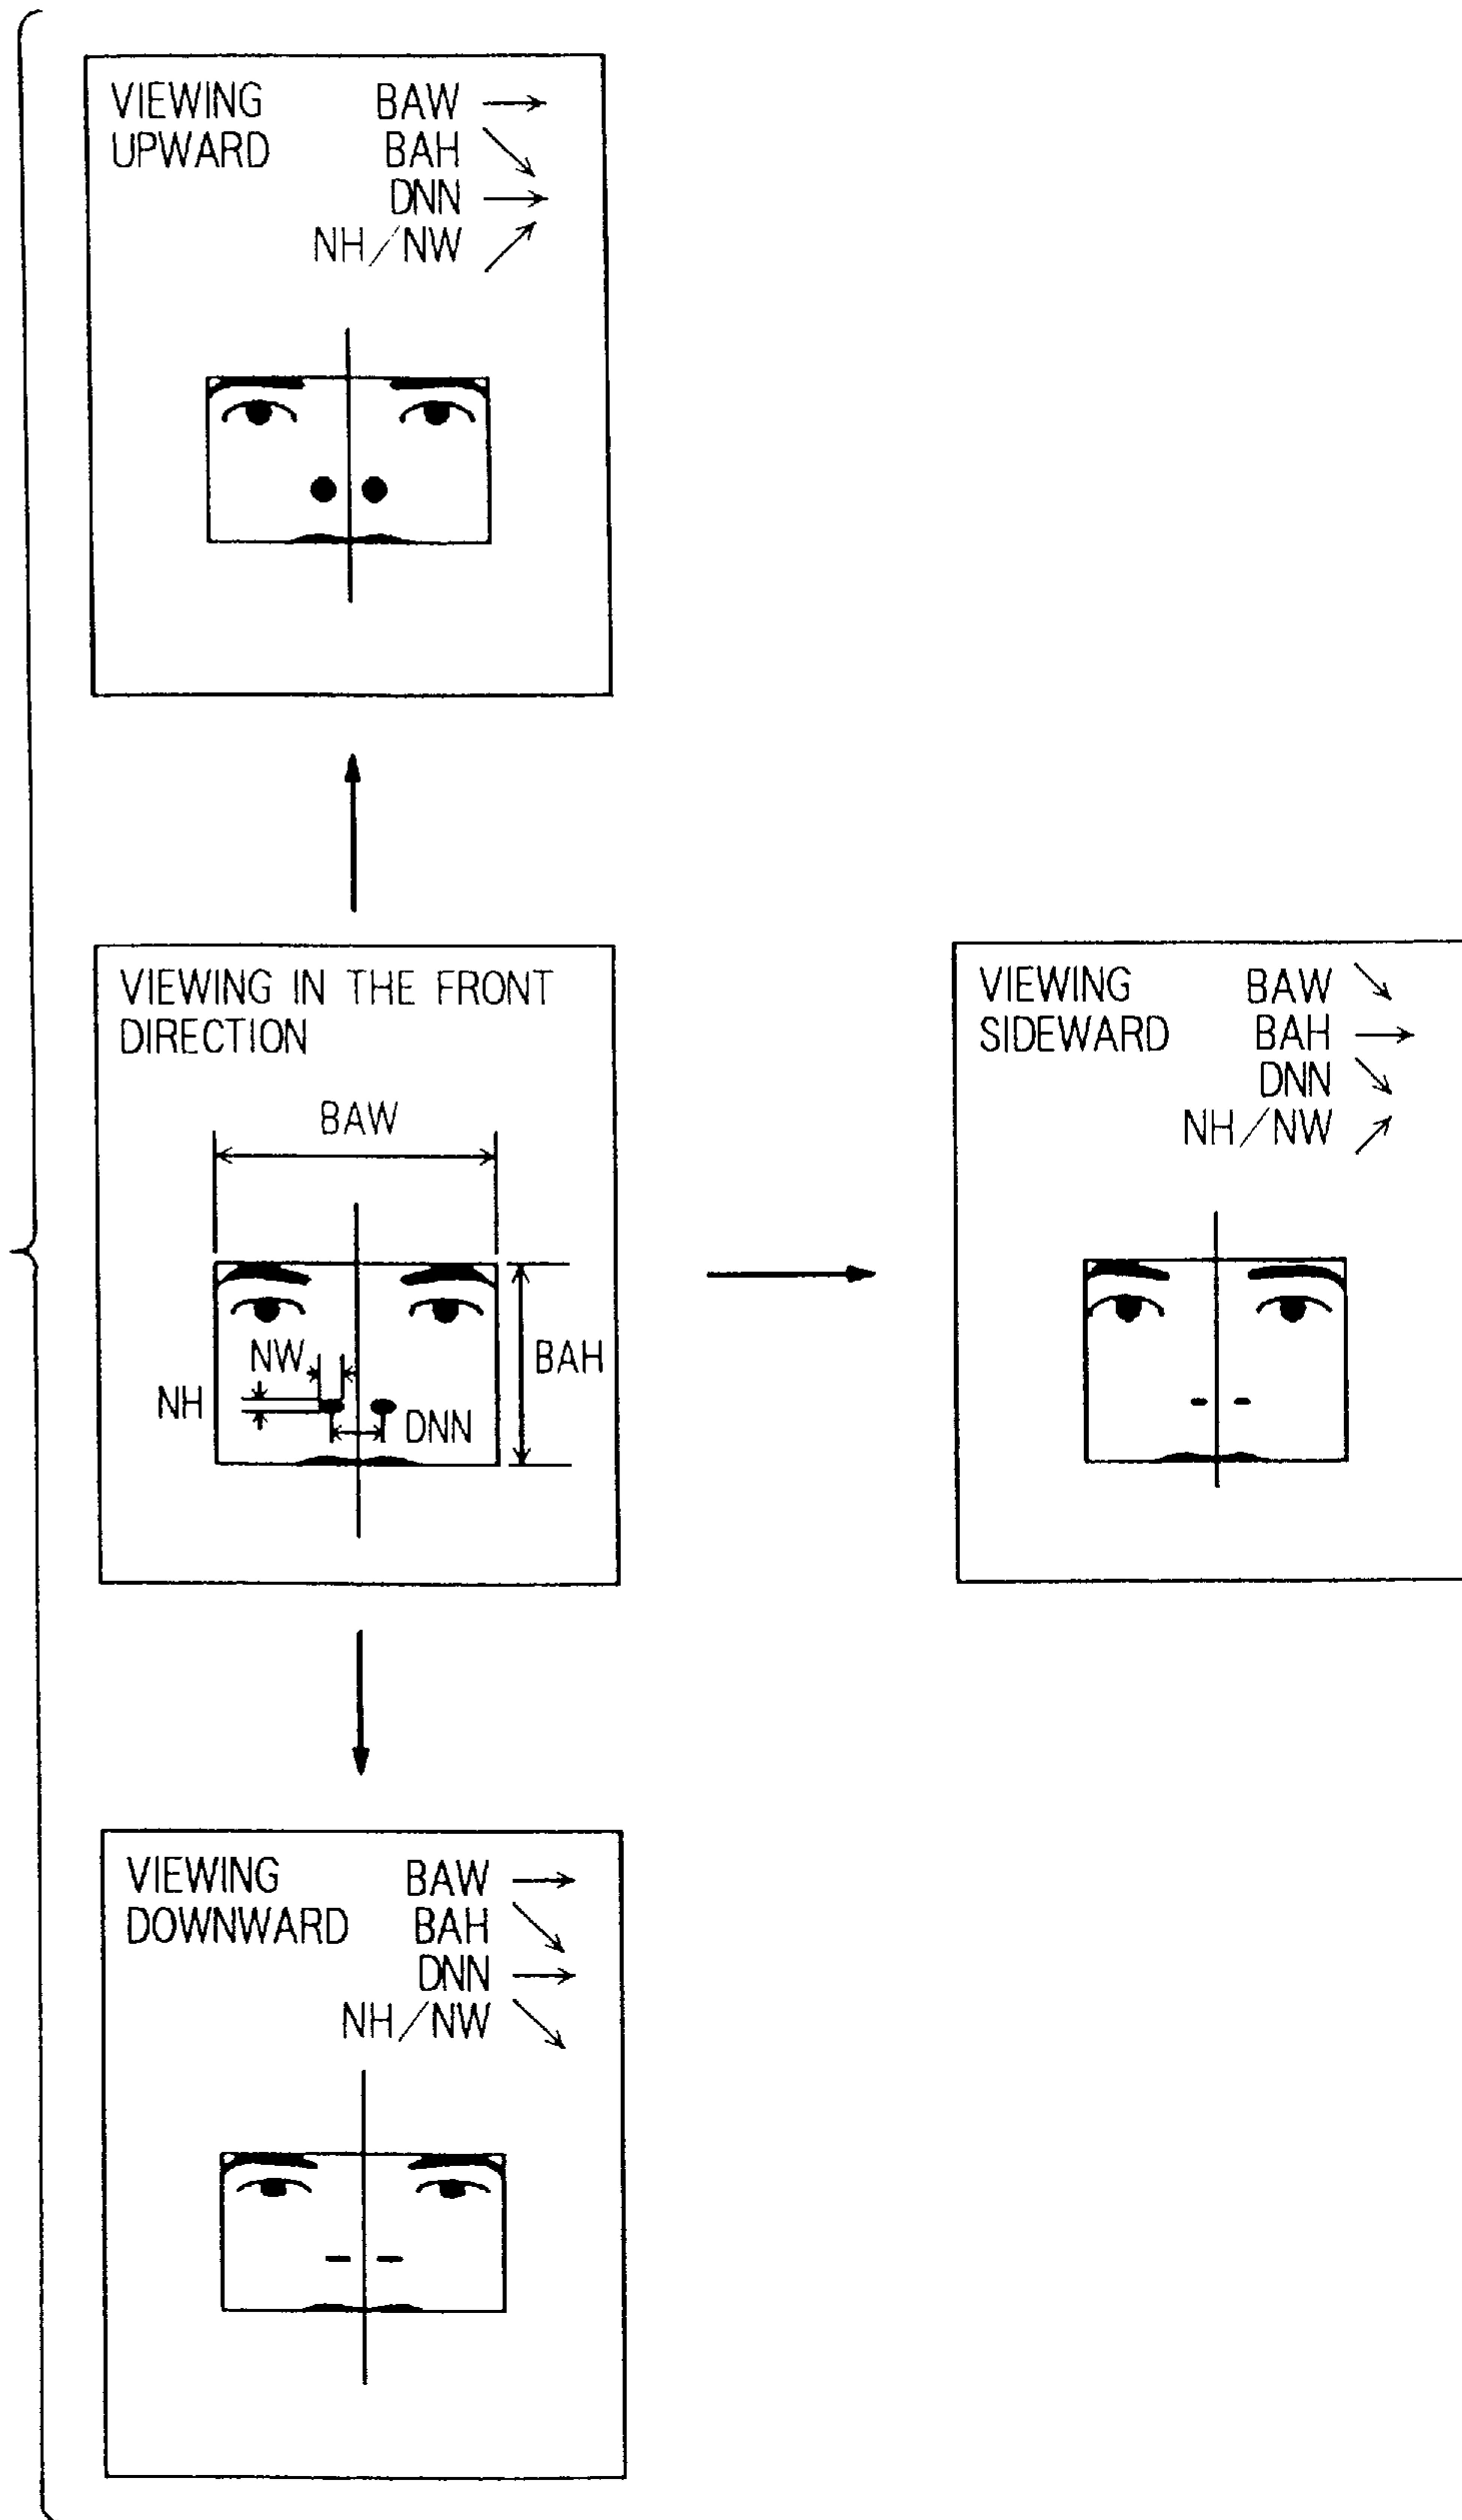 VIEWING BAW →
UPWARD BAH ↘
DNN →
NH/NW ↗
VIEWING IN THE FRONT
DIRECTION
BAW
NW
BAH
NH
DNN
VIEWING BAW ↘
SIDEWARD BAH →
DNN ↘
NH/NW ↗
VIEWING BAW →
DOWNWARD BAH ↘
DNN →
NH/NW ↘